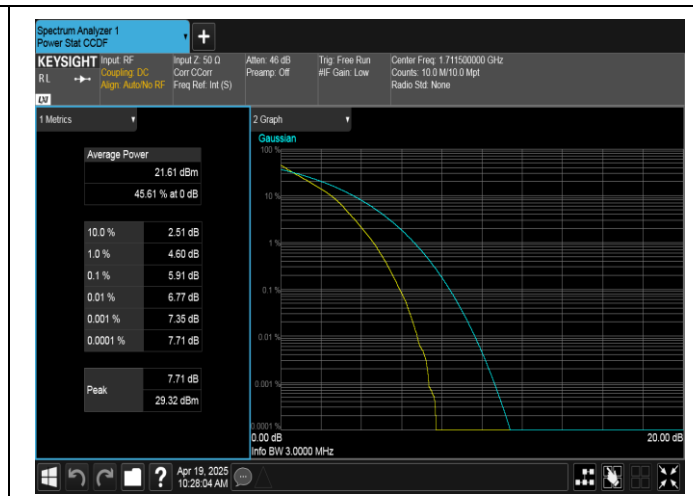 Spectrum Analyzer 1
Power Stat CCDF
+
KEYSIGHT
RL
LXI
Input: RF
Coupling: DC
Align: Auto/No RF
Input Z: 50 Ω
Corr CCorr
Freq Ref: Int (S)
Atten: 46 dB
Preamp: Off
Trig: Free Run
#IF Gain: Low
Center Freq: 1.711500000 GHz
Counts: 10.0 M/10.0 Mpt
Radio Std: None
1 Metrics
Average Power
21.61 dBm
45.61 % at 0 dB
10.0 % 2.51 dB
1.0 % 4.60 dB
0.1 % 5.91 dB
0.01 % 6.77 dB
0.001 % 7.35 dB
0.0001 % 7.71 dB
Peak
7.71 dB
29.32 dBm
2 Graph
Gaussian
100 %
10 %
1 %
0.1 %
0.01 %
0.001 %
0.0001 %
0.00 dB 20.00 dB
Info BW 3.0000 MHz
?
Apr 19, 2025
10:28:04 AM